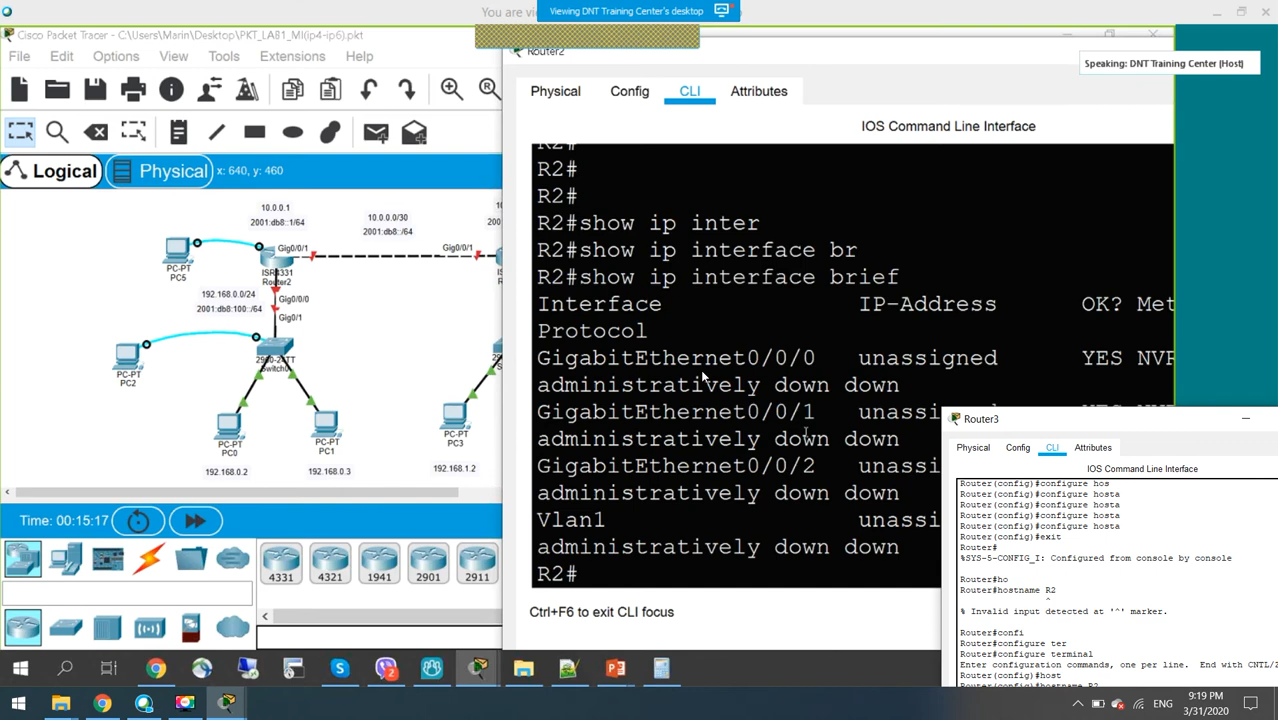 You are vi
Viewing DNT Training Center's desktop
Cisco Packet Tracer - C:\Users\Marin\Desktop\PKT_LAB1_MI(ip4-ip6).pkt
File Edit Options View Tools Extensions Help
Logical
Physical
x: 640, y: 460
10.0.0.1
2001:db8::1/64
10.0.0.0/30
2001:db8::/64
Gig0/0/1
Gig0/0/1
PC-PT
PC5
ISR4331
Router2
192.168.0.0/24
2001:db8:100::/64
Gig0/0/0
Gig0/1
PC-PT
PC2
Switch0
PC-PT
PC0
PC-PT
PC1
PC-PT
PC3
192.168.0.2
192.168.0.3
192.168.1.2
Time: 00:15:17
4331
4321
1941
2901
2911
Router2
Speaking: DNT Training Center (Host)
Physical Config CLI Attributes
IOS Command Line Interface
R2#
R2#
R2#
R2#show ip inter
R2#show ip interface br
R2#show ip interface brief
Interface IP-Address OK? Met
Protocol
GigabitEthernet0/0/0 unassigned YES NVR
administratively down down
GigabitEthernet0/0/1 unass
administratively down down
GigabitEthernet0/0/2 unassi
administratively down down
Vlan1 unassi
administratively down down
R2#
Ctrl+F6 to exit CLI focus
Router3
Physical Config CLI Attributes
IOS Command Line Interface
Router(config)#configure hos
Router(config)#configure hosta
Router(config)#configure hosta
Router(config)#configure hosta
Router(config)#configure hosta
Router(config)#exit
Router#
%SYS-5-CONFIG_I: Configured from console by console
Router#ho
Router#hostname R2
^
% Invalid input detected at '^' marker.
Router#confi
Router#configure ter
Router#configure terminal
Enter configuration commands, one per line. End with CNTL/Z
Router(config)#host
Router(config)#hostname R2
ENG
9:19 PM
3/31/2020